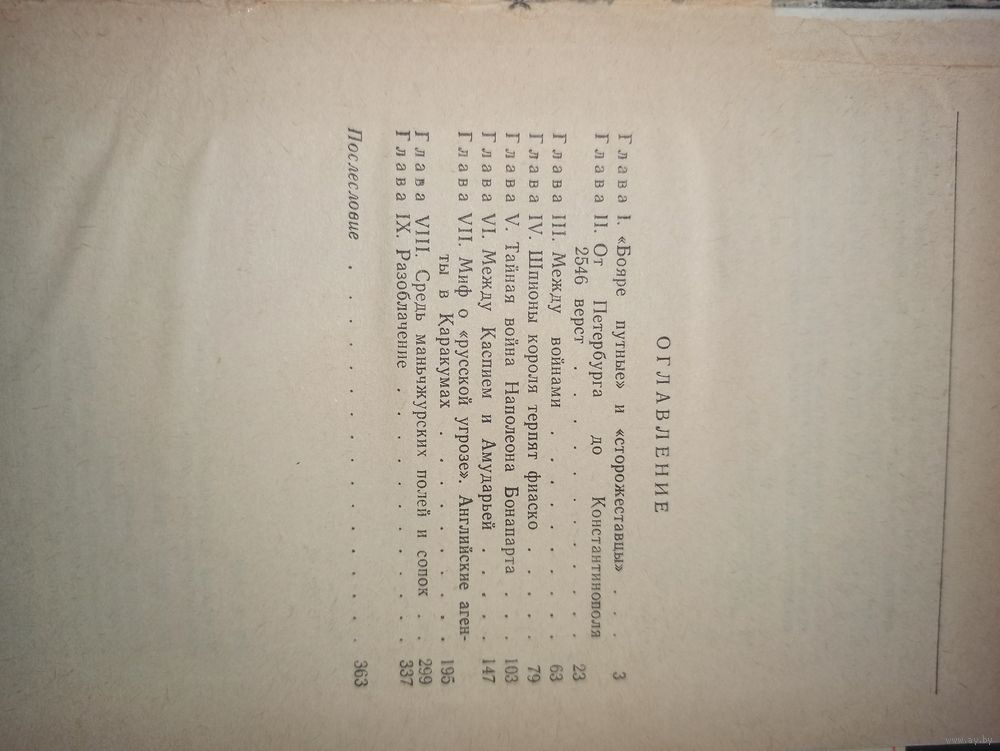 ОГЛАВЛЕНИЕ
Глава I. «Бояре путные» и «сторожеставцы» . . . 3
Глава II. От Петербурга до Константинополя
2546 верст . . . . . . . . . . . 23
Глава III. Между войнами . . . . . . . . 63
Глава IV. Шпионы короля терпят фиаско . . . . 79
Глава V. Тайная война Наполеона Бонапарта . . . 103
Глава VI. Между Каспием и Амударьей . . . . 147
Глава VII. Миф о «русской угрозе». Английские аген-
ты в Каракумах . . . . . . . . 195
Глава VIII. Средь маньчжурских полей и сопок . . 299
Глава IX. Разоблачение . . . . . . . . . 337
Послесловие . . . . . . . . . . . . . 363
www.ay.by